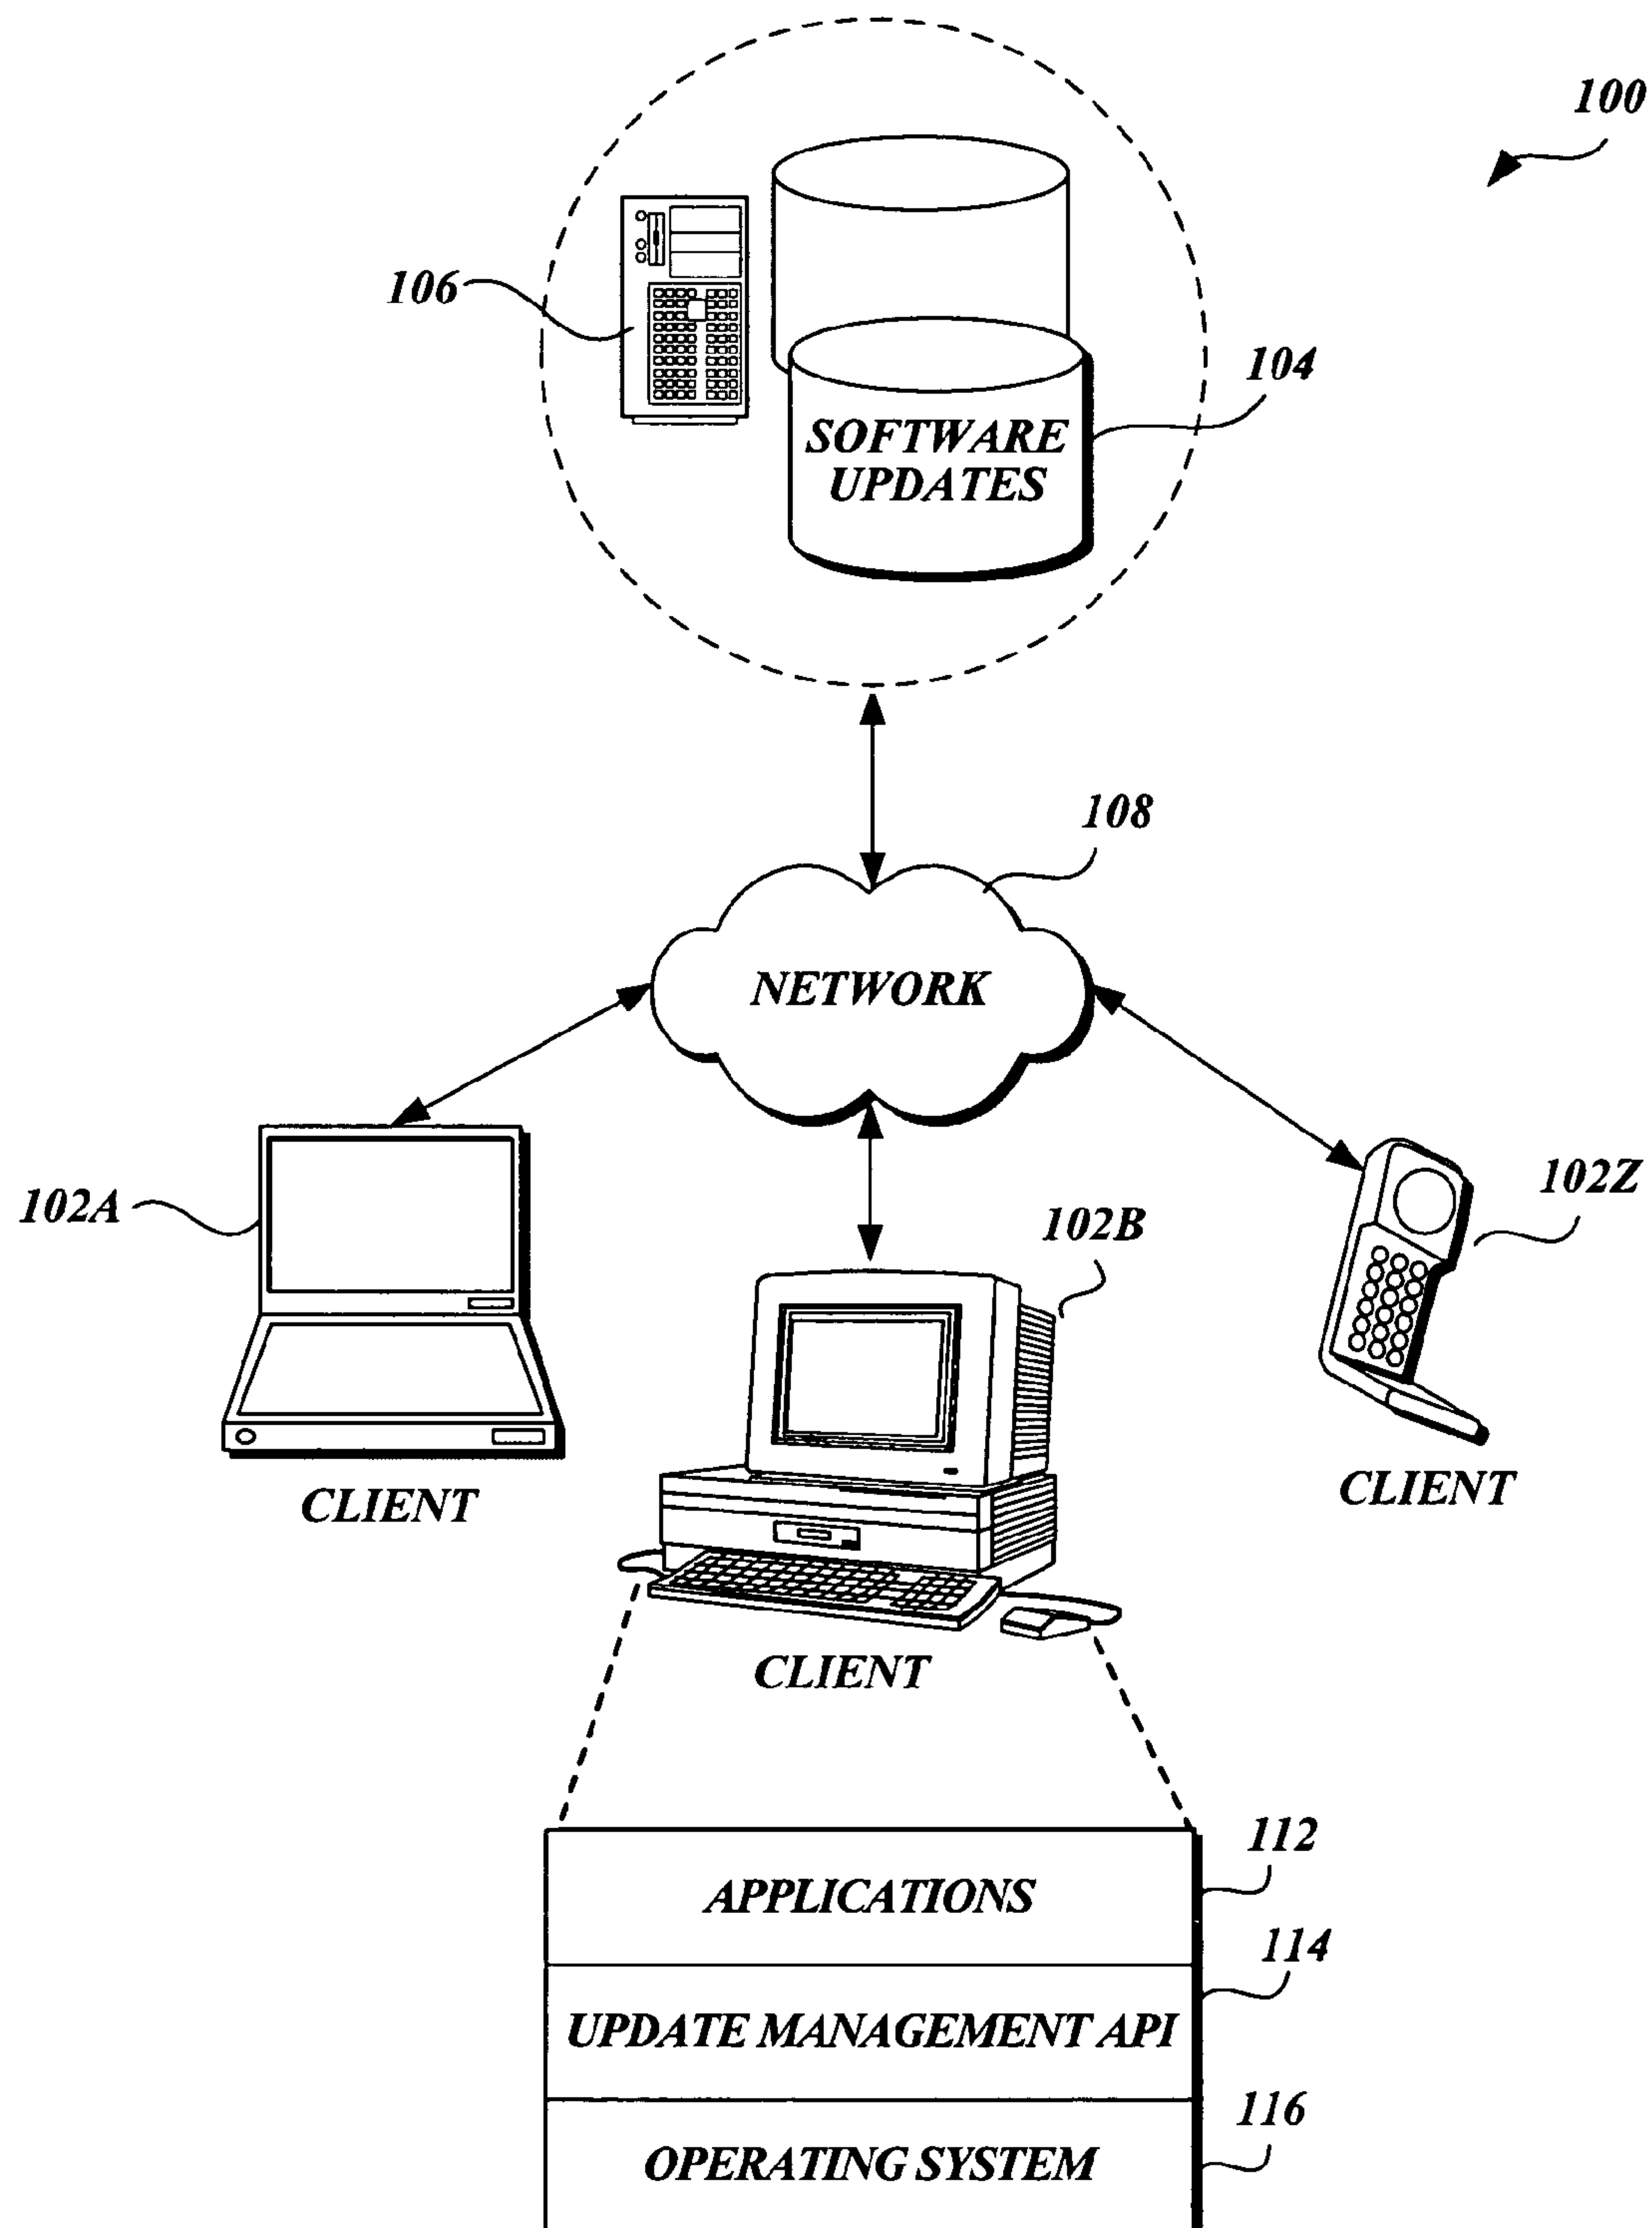 100
106
104
SOFTWARE
UPDATES
108
NETWORK
102A
102B
102Z
CLIENT
CLIENT
CLIENT
112
APPLICATIONS
114
UPDATE MANAGEMENT API
116
OPERATING SYSTEM